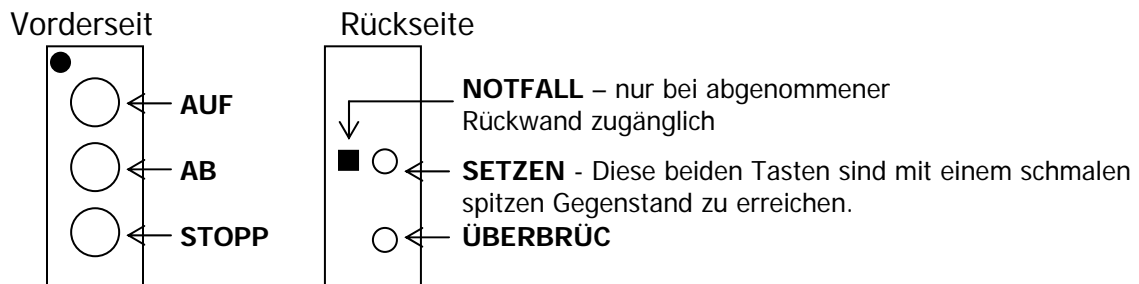 Vorderseit
Rückseite
AUF
AB
STOPP
NOTFALL – nur bei abgenommener
Rückwand zugänglich
SETZEN - Diese beiden Tasten sind mit einem schmalen
spitzen Gegenstand zu erreichen.
ÜBERBRÜC